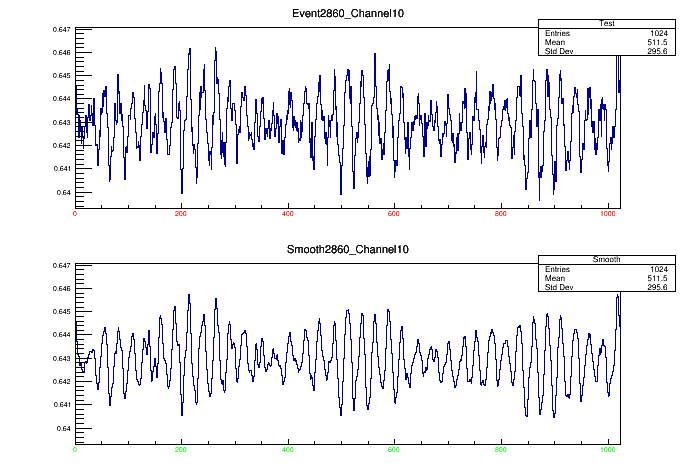 Event2860_Channel10
Test
Entries 1024
Mean 511.5
Std Dev 295.6
0.647
0.646
0.645
0.644
0.643
0.642
0.641
0.64
0 200 400 600 800 1000
Smooth2860_Channel10
Smooth
Entries 1024
Mean 511.5
Std Dev 295.6
0.647
0.646
0.645
0.644
0.643
0.642
0.641
0.64
0 200 400 600 800 1000